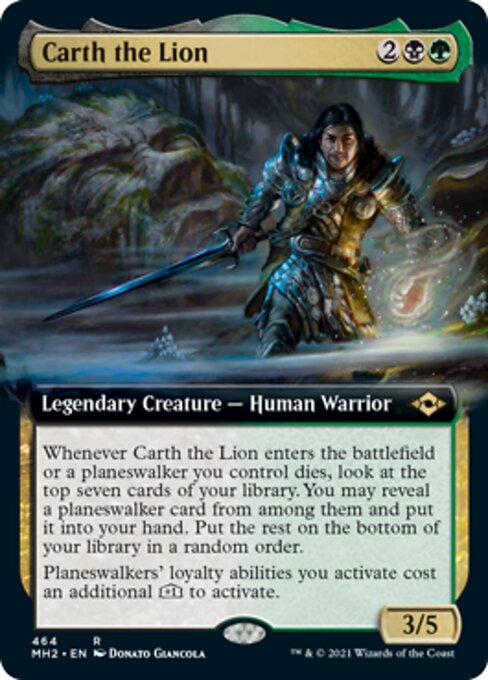 Carth the Lion 2
Legendary Creature — Human Warrior
Whenever Carth the Lion enters the battlefield
or a planeswalker you control dies, look at the
top seven cards of your library. You may reveal
a planeswalker card from among them and put
it into your hand. Put the rest on the bottom of
your library in a random order.
Planeswalkers’ loyalty abilities you activate cost
an additional +1 to activate.
3/5
464 R
MH2 • EN Donato Giancola
™ & © 2021 Wizards of the Coast